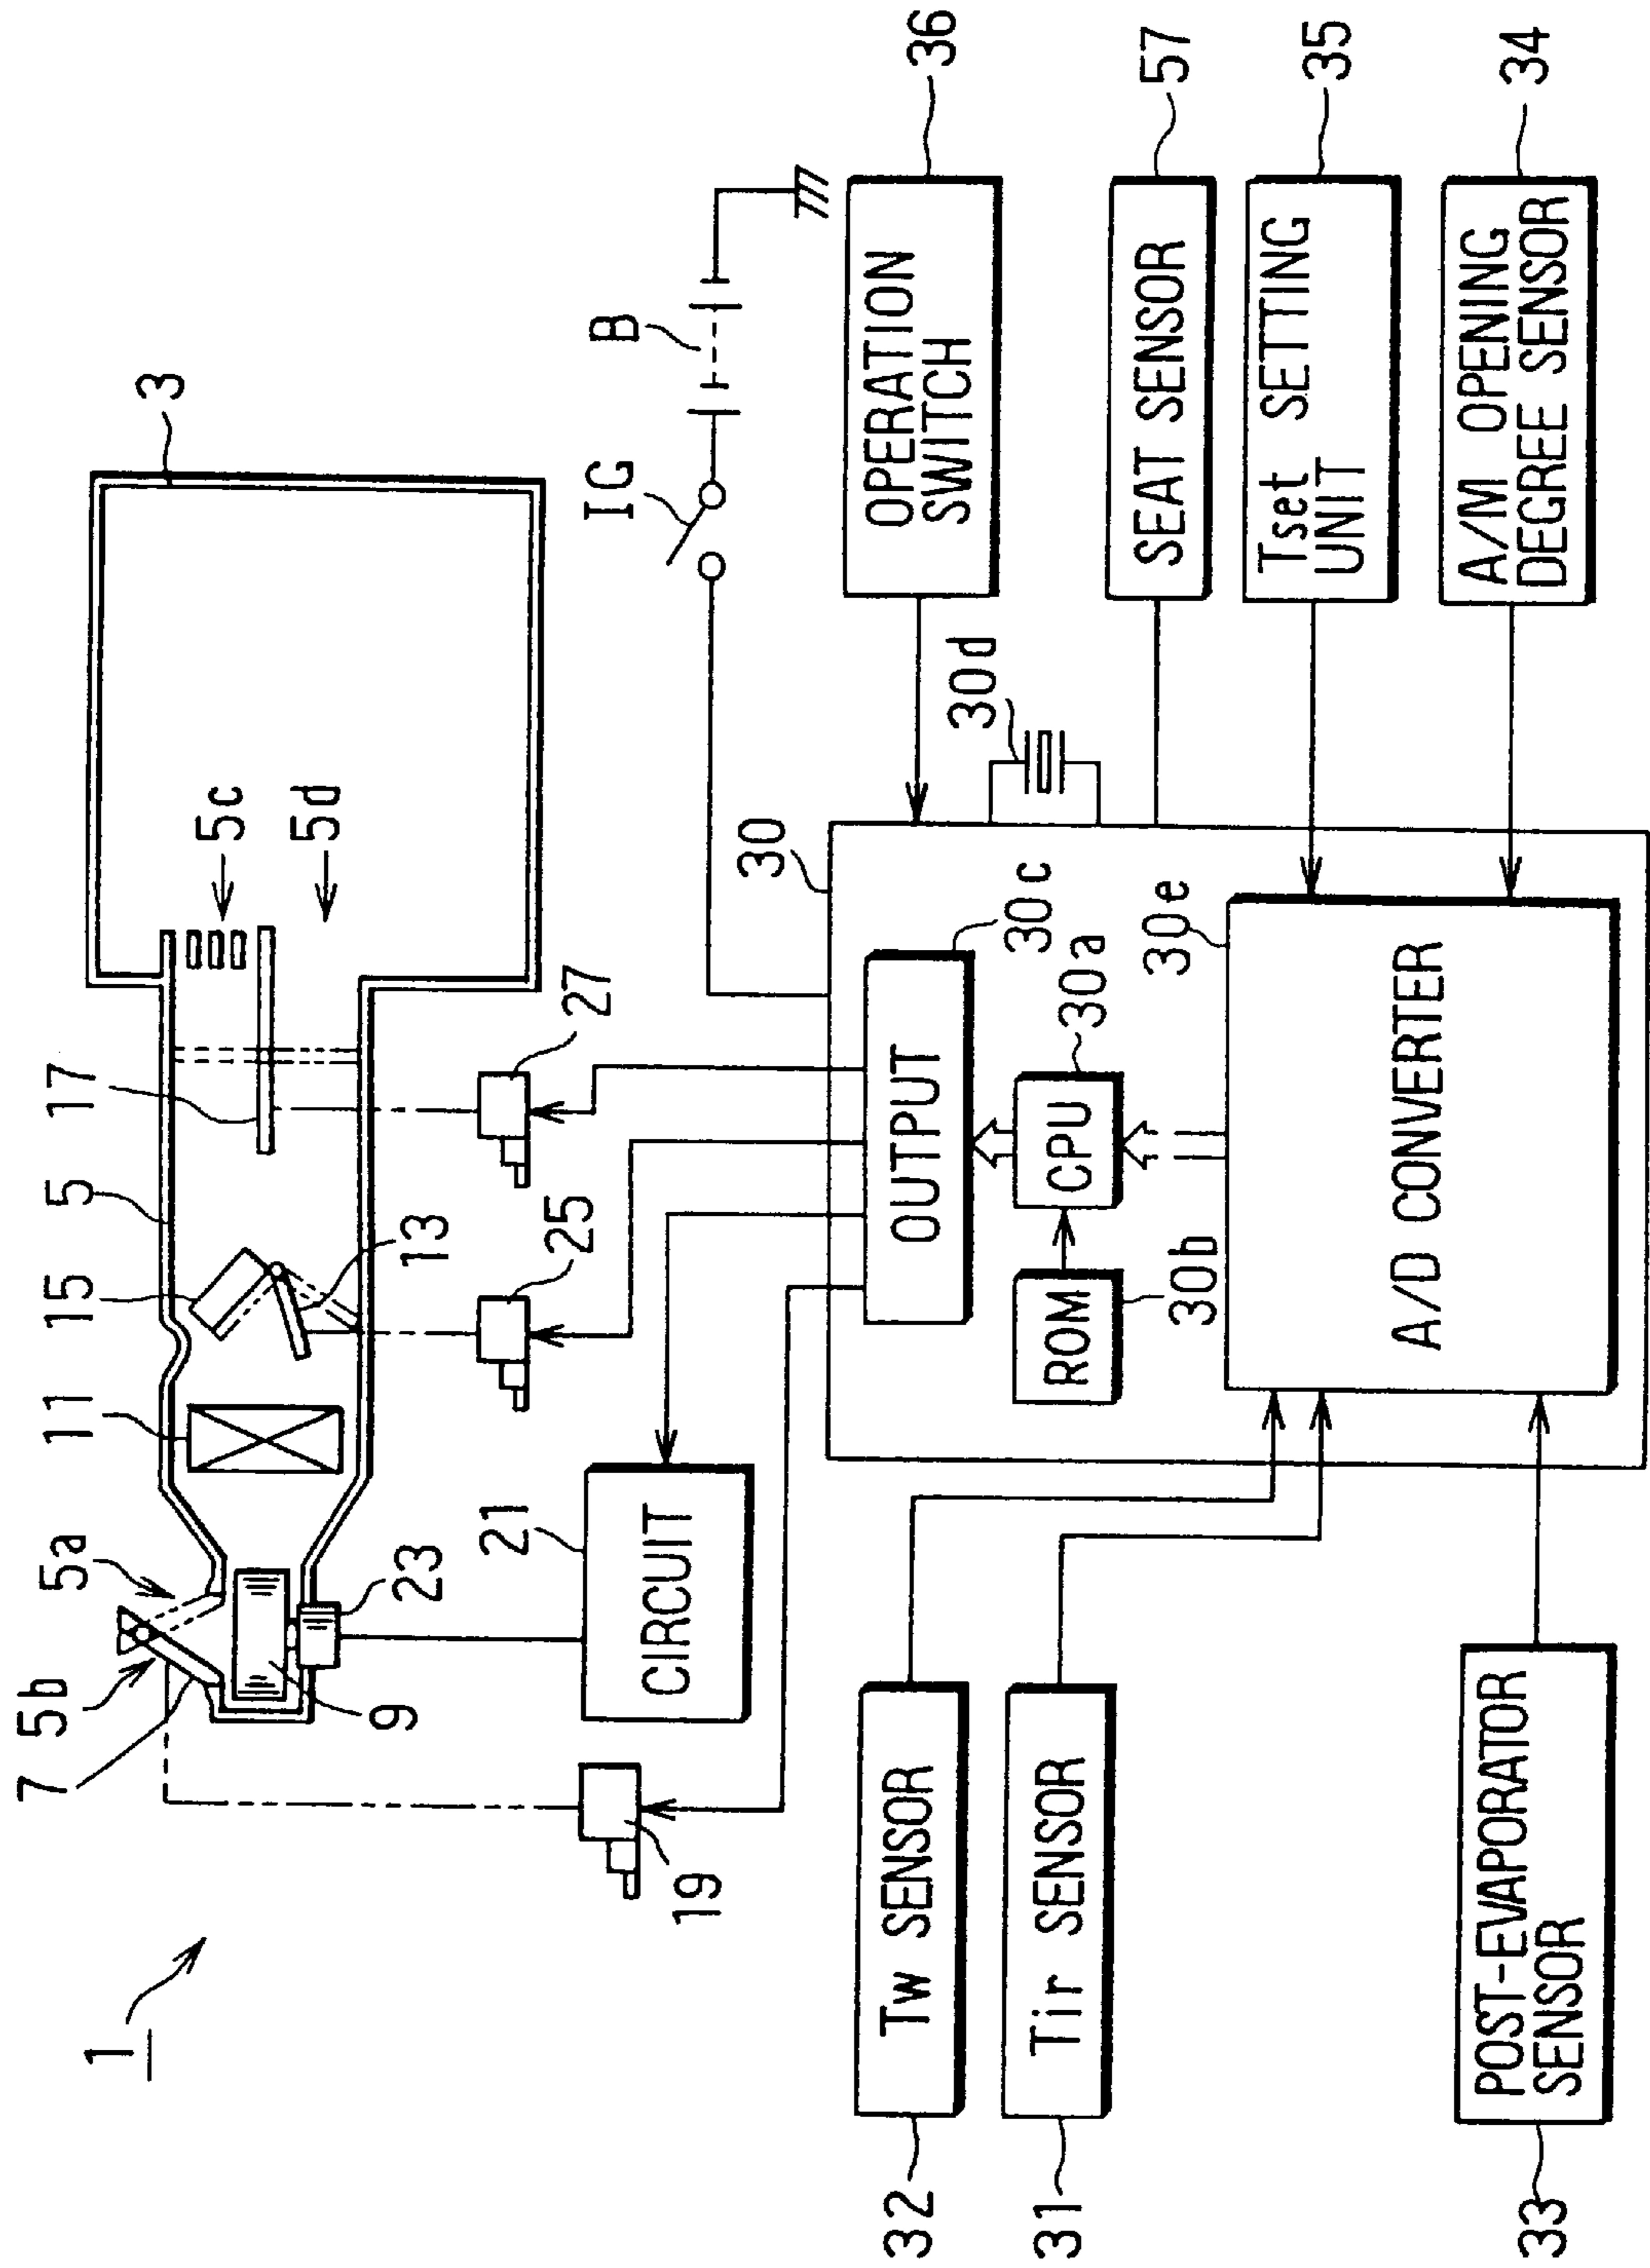 1
5b
5a
7
9
23
11
15
13
5
17
5c
5d
3
19
21
CIRCUIT
25
27
IG
B
30
OUTPUT
30c
CPU
30a
ROM
30b
30d
30e
A/D CONVERTER
OPERATION
SWITCH
36
SEAT SENSOR
57
Tset SETTING
UNIT
35
A/M OPENING
DEGREE SENSOR
34
32
Tw SENSOR
31
Tir SENSOR
33
POST-EVAPORATOR
SENSOR